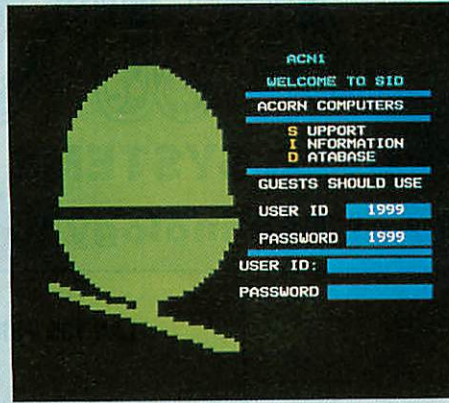 ACN1
WELCOME TO SID
ACORN COMPUTERS
S UPPORT
I NFORMATION
D ATABASE
GUESTS SHOULD USE
USER ID 1999
PASSWORD 1999
USER ID:
PASSWORD